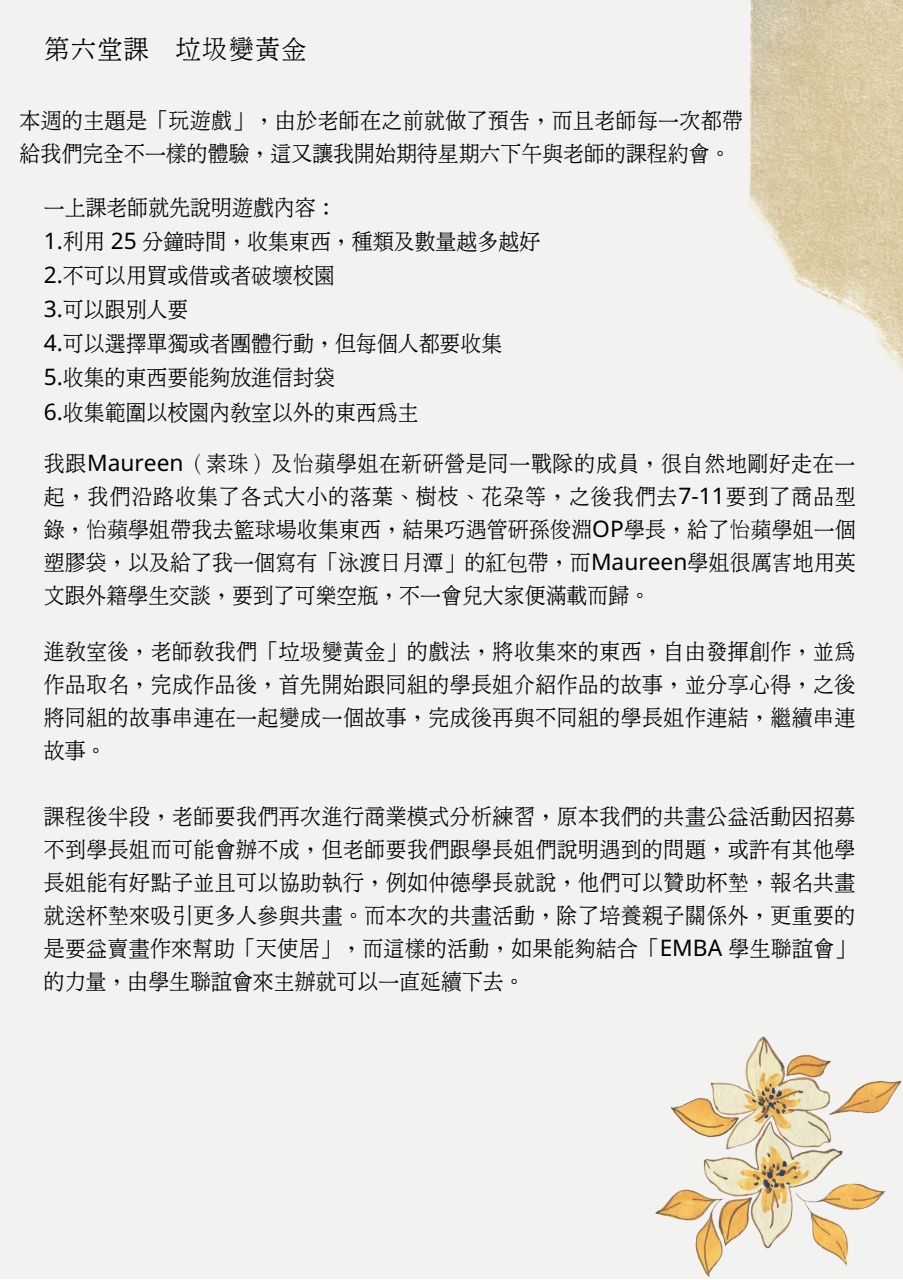 第六堂課　垃圾變黃金
本週的主題是「玩遊戲」，由於老師在之前就做了預告，而且老師每一次都帶
給我們完全不一樣的體驗，這又讓我開始期待星期六下午與老師的課程約會。
一上課老師就先說明遊戲內容：
1.利用 25 分鐘時間，收集東西，種類及數量越多越好
2.不可以用買或借或者破壞校園
3.可以跟別人要
4.可以選擇單獨或者團體行動，但每個人都要收集
5.收集的東西要能夠放進信封袋
6.收集範圍以校園內教室以外的東西為主
我跟Maureen（素珠）及怡蘋學姐在新研營是同一戰隊的成員，很自然地剛好走在一
起，我們沿路收集了各式大小的落葉、樹枝、花朵等，之後我們去7-11要到了商品型
錄，怡蘋學姐帶我去籃球場收集東西，結果巧遇管研孫俊淵OP學長，給了怡蘋學姐一個
塑膠袋，以及給了我一個寫有「泳渡日月潭」的紅包帶，而Maureen學姐很厲害地用英
文跟外籍學生交談，要到了可樂空瓶，不一會兒大家便滿載而歸。
進教室後，老師教我們「垃圾變黃金」的戲法，將收集來的東西，自由發揮創作，並為
作品取名，完成作品後，首先開始跟同組的學長姐介紹作品的故事，並分享心得，之後
將同組的故事串連在一起變成一個故事，完成後再與不同組的學長姐作連結，繼續串連
故事。
課程後半段，老師要我們再次進行商業模式分析練習，原本我們的共畫公益活動因招募
不到學長姐而可能會辦不成，但老師要我們跟學長姐們說明遇到的問題，或許有其他學
長姐能有好點子並且可以協助執行，例如仲德學長就說，他們可以贊助杯墊，報名共畫
就送杯墊來吸引更多人參與共畫。而本次的共畫活動，除了培養親子關係外，更重要的
是要益賣畫作來幫助「天使居」，而這樣的活動，如果能夠結合「EMBA 學生聯誼會」
的力量，由學生聯誼會來主辦就可以一直延續下去。